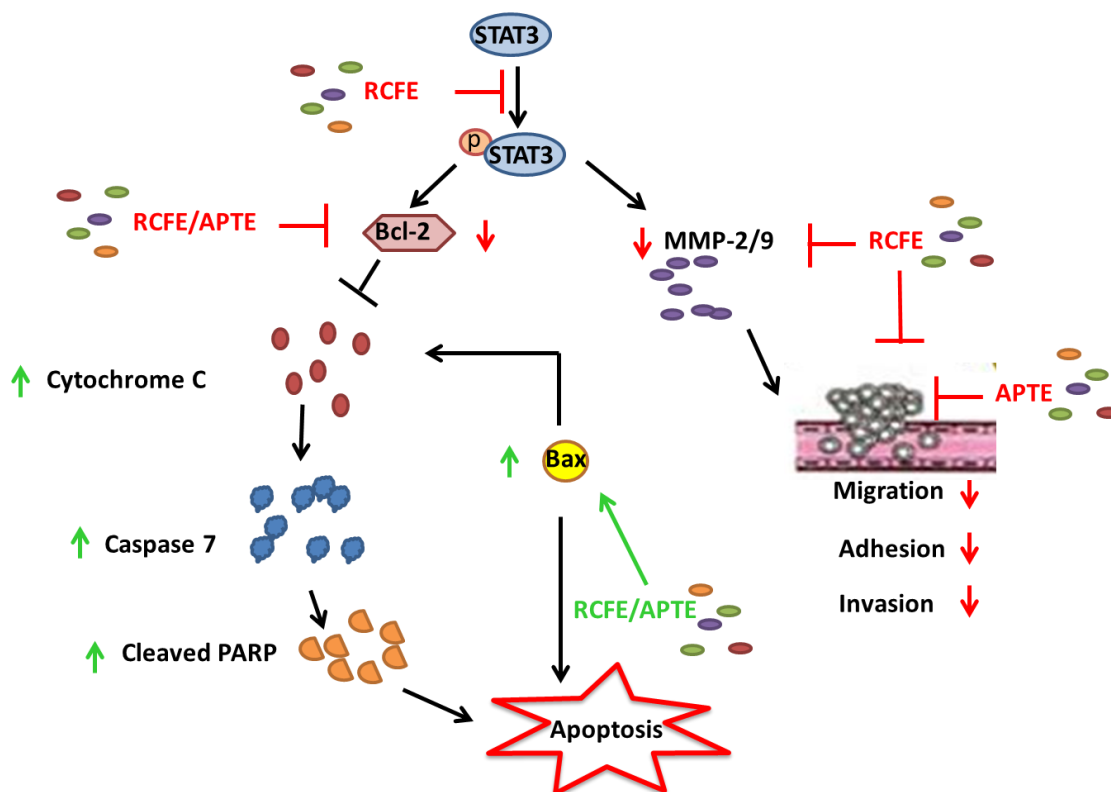 STAT3
RCFE
p
STAT3
RCFE/APTE
Bcl-2
MMP-2/9
RCFE
Cytochrome C
APTE
Bax
Migration
Caspase 7
Adhesion
RCFE/APTE
Invasion
Cleaved PARP
Apoptosis